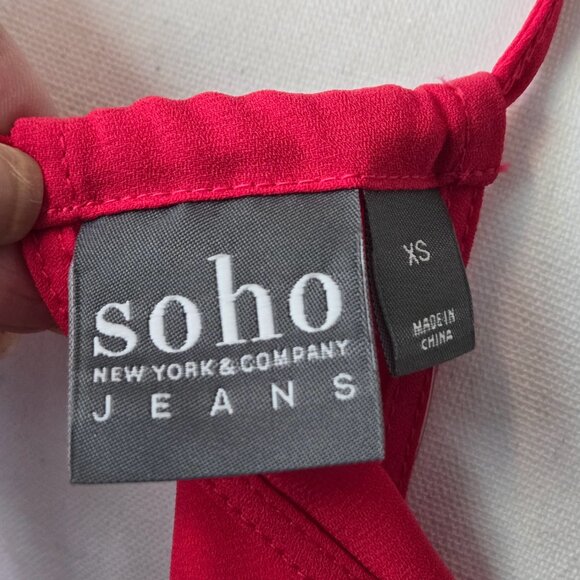 soho
NEW YORK & COMPANY
JEANS
XS
MADE IN
CHINA